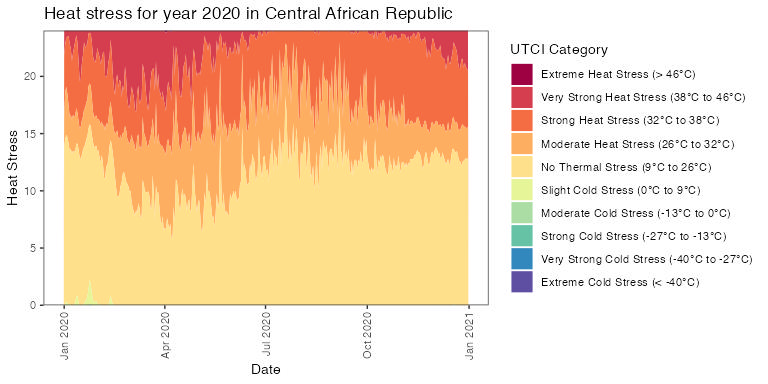 Heat stress for year 2020 in Central African Republic
UTCI Category
Extreme Heat Stress (> 46°C)
Very Strong Heat Stress (38°C to 46°C)
Strong Heat Stress (32°C to 38°C)
Moderate Heat Stress (26°C to 32°C)
No Thermal Stress (9°C to 26°C)
Slight Cold Stress (0°C to 9°C)
Moderate Cold Stress (-13°C to 0°C)
Strong Cold Stress (-27°C to -13°C)
Very Strong Cold Stress (-40°C to -27°C)
Extreme Cold Stress (< -40°C)
Heat Stress
20
15
10
5
0
Jan 2020
Apr 2020
Jul 2020
Oct 2020
Jan 2021
Date